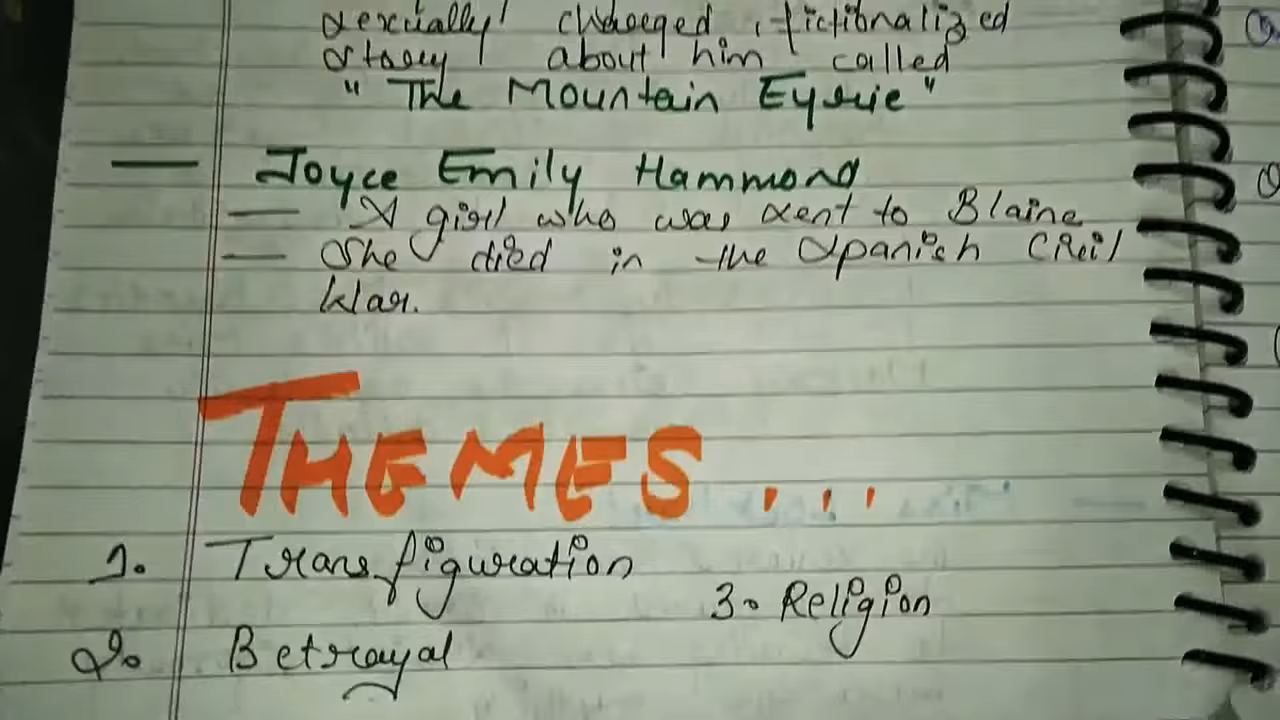 sexually charged, fictionalized
story about him called
"The Mountain Eyrie"
— Joyce Emily Hammond
— A girl who was sent to Blaine
— She died in the Spanish Civil
War.
THEMES...
1. Transfiguration
3. Religion
2. Betrayal